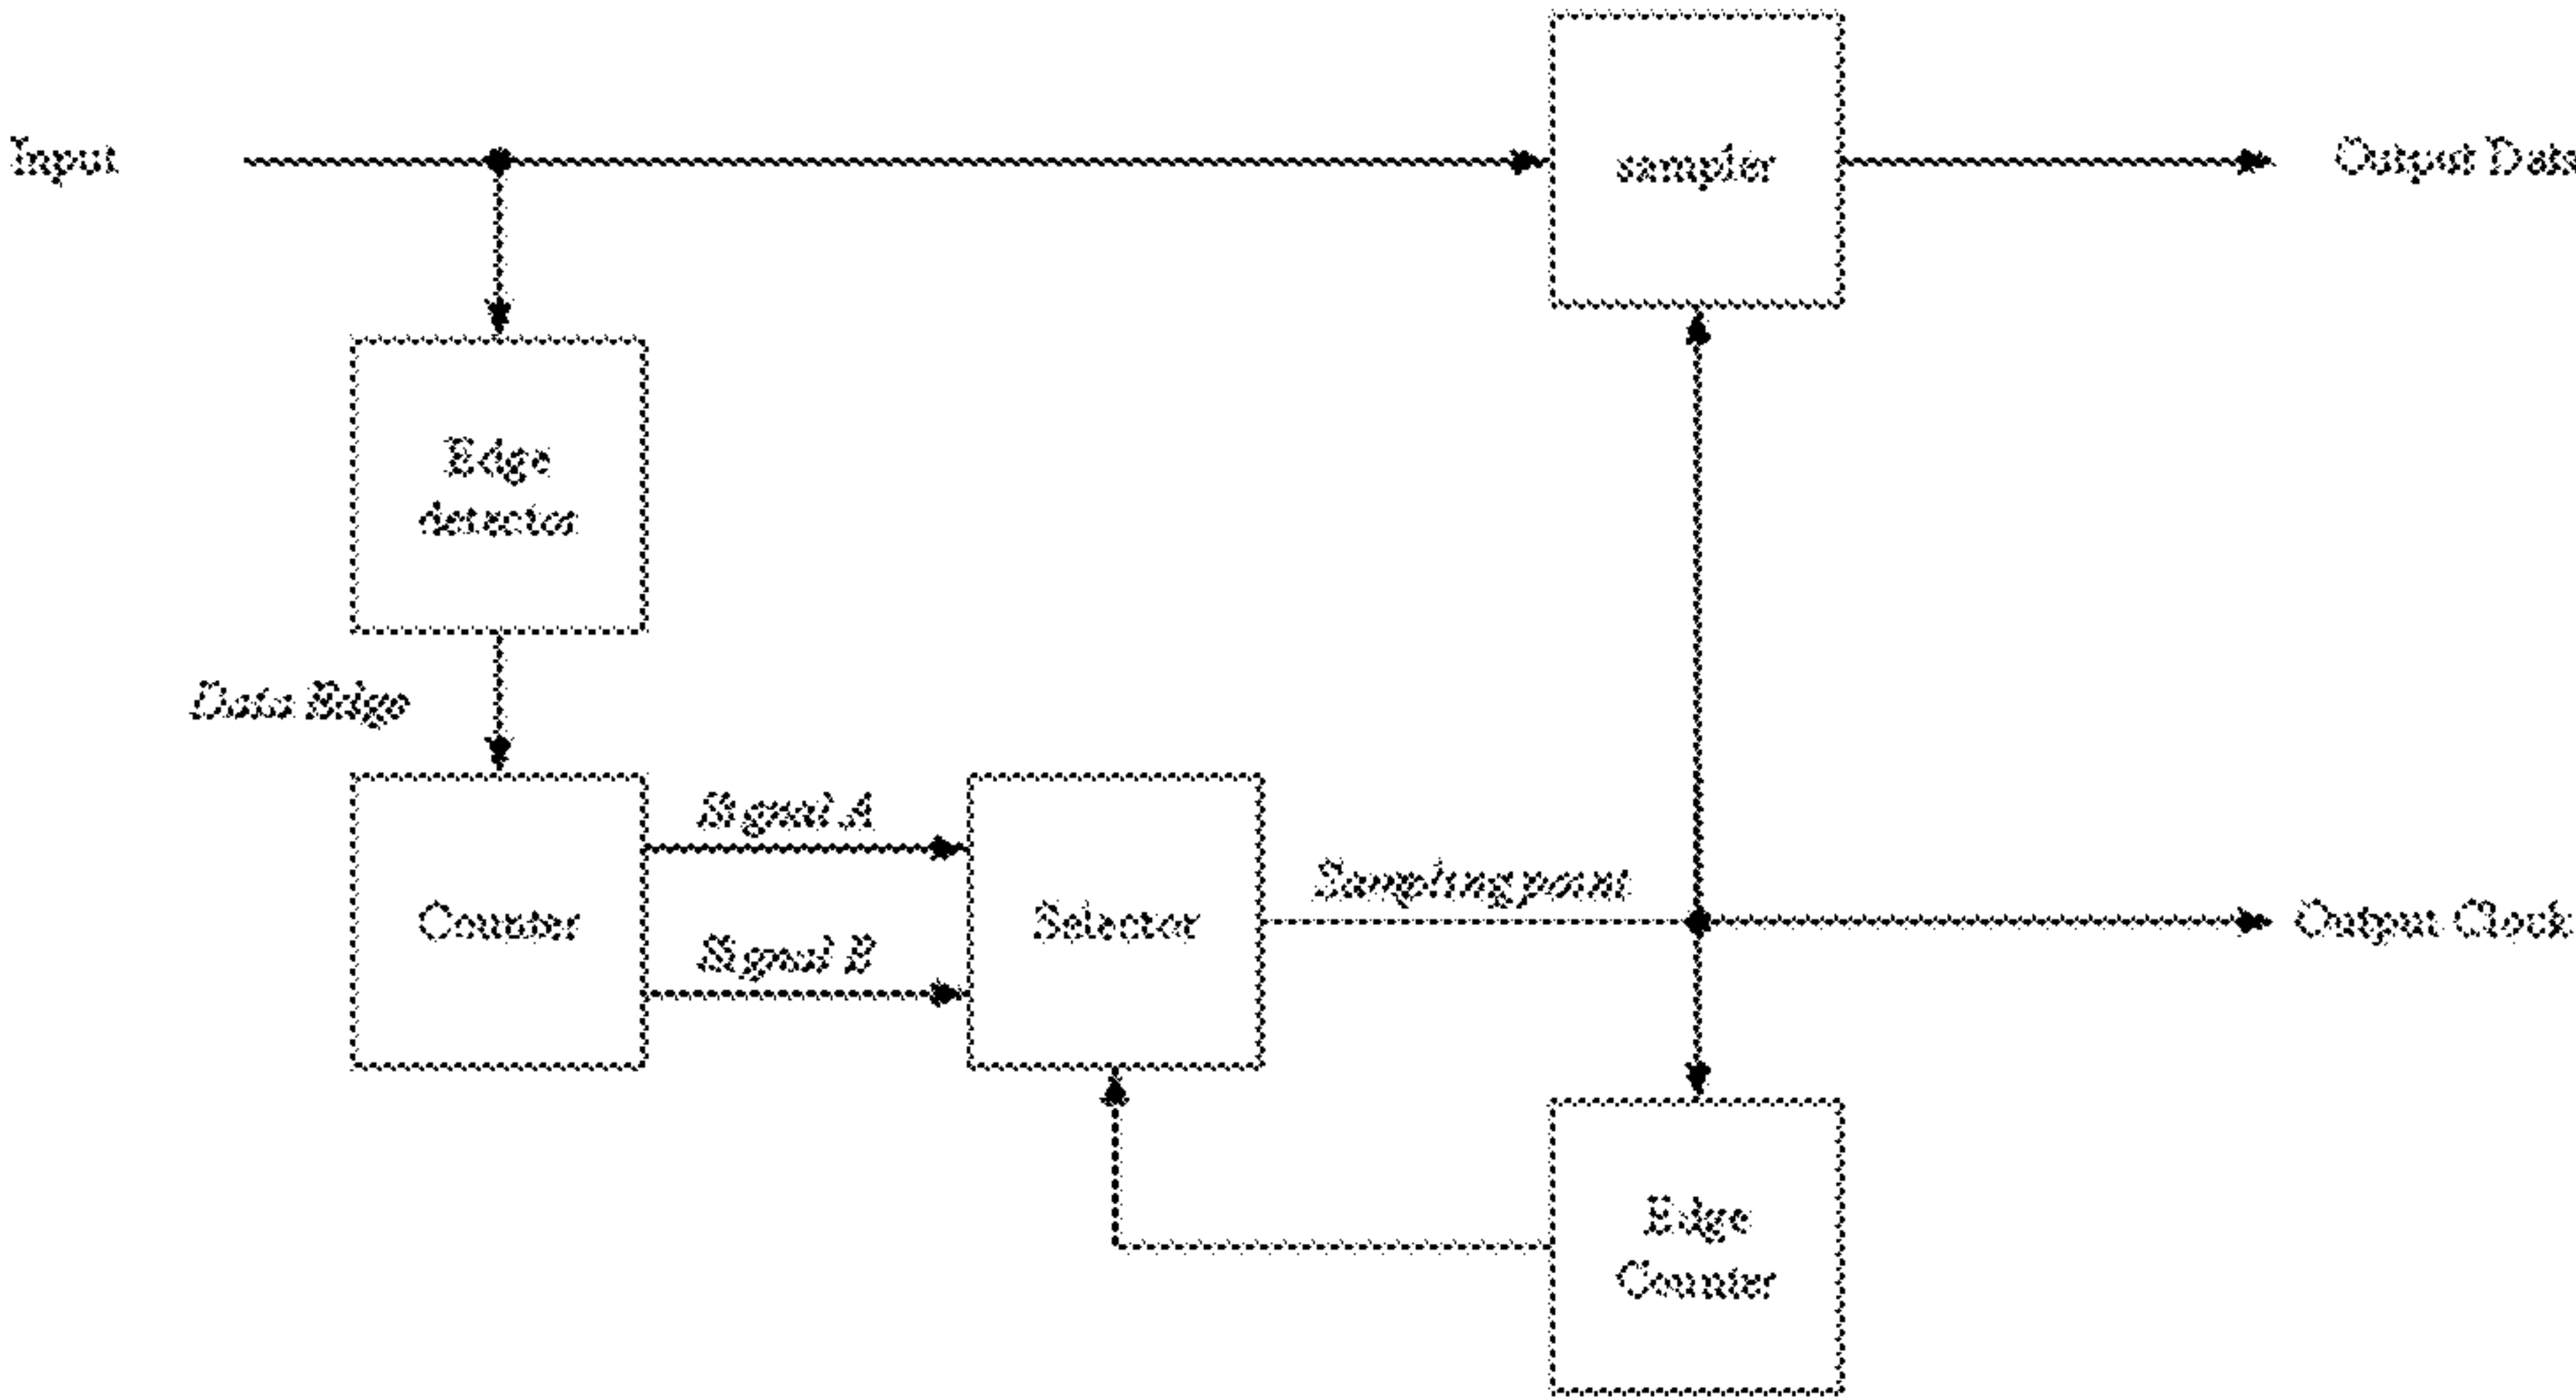 Input
sampler
Output Data
Edge
detector
Data Edge
Signal A
Counter
Selector
Sampling point
Output Clock
Signal B
Edge
Counter